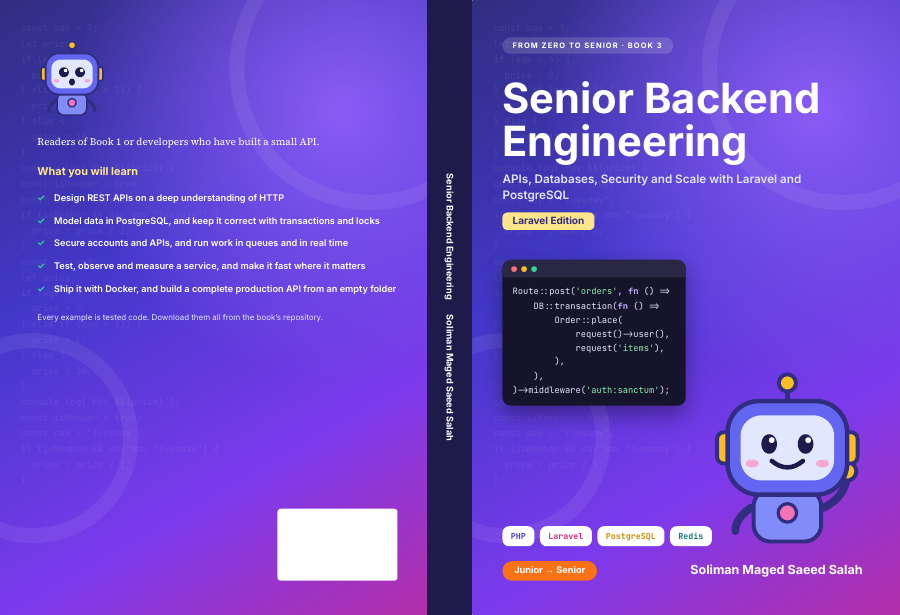 Readers of Book 1 or developers who have built a small API.
What you will learn
✓ Design REST APIs on a deep understanding of HTTP
✓ Model data in PostgreSQL, and keep it correct with transactions and locks
✓ Secure accounts and APIs, and run work in queues and in real time
✓ Test, observe and measure a service, and make it fast where it matters
✓ Ship it with Docker, and build a complete production API from an empty folder
Every example is tested code. Download them all from the book's repository.
Senior Backend Engineering Soliman Maged Saeed Salah
FROM ZERO TO SENIOR · BOOK 3
Senior Backend
Engineering
APIs, Databases, Security and Scale with Laravel and
PostgreSQL
Laravel Edition
Route::post('orders', fn () =>
DB::transaction(fn () =>
Order::place(
request()->user(),
request('items'),
),
),
)->middleware('auth:sanctum');
PHP Laravel PostgreSQL Redis
Junior → Senior
Soliman Maged Saeed Salah